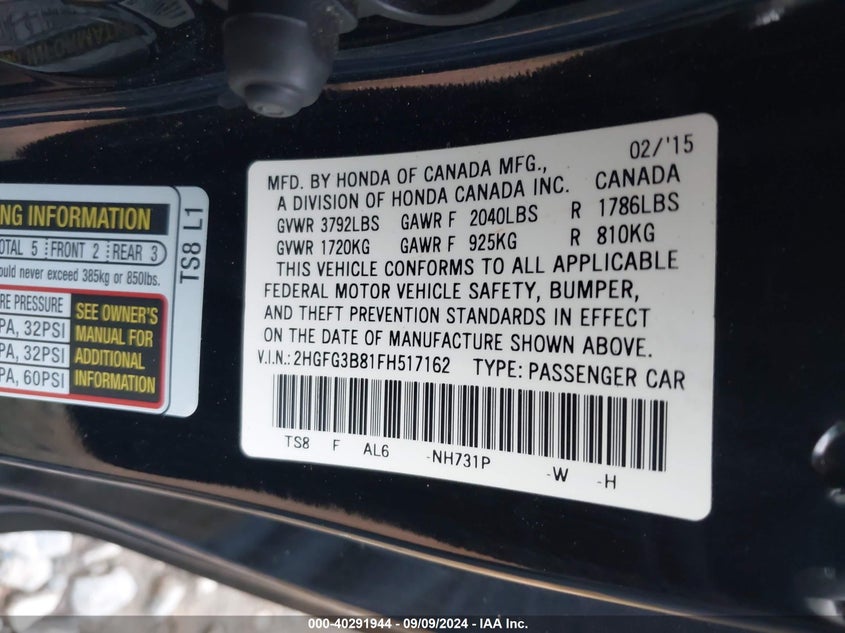 NG INFORMATION
OTAL 5 FRONT 2 REAR 3
ould never exceed 385kg or 850lbs.
RE PRESSURE
PA, 32PSI
PA, 32PSI
PA, 60PSI
SEE OWNER'S
MANUAL FOR
ADDITIONAL
INFORMATION
TS8 L1
02/'15
MFD. BY HONDA OF CANADA MFG.,
A DIVISION OF HONDA CANADA INC. CANADA
GVWR 3792LBS GAWR F 2040LBS R 1786LBS
GVWR 1720KG GAWR F 925KG R 810KG
THIS VEHICLE CONFORMS TO ALL APPLICABLE
FEDERAL MOTOR VEHICLE SAFETY, BUMPER,
AND THEFT PREVENTION STANDARDS IN EFFECT
ON THE DATE OF MANUFACTURE SHOWN ABOVE.
V.I.N.: 2HGFG3B81FH517162 TYPE: PASSENGER CAR
TS8 F AL6 -NH731P -W -H
000-40291944 - 09/09/2024 - IAA Inc.